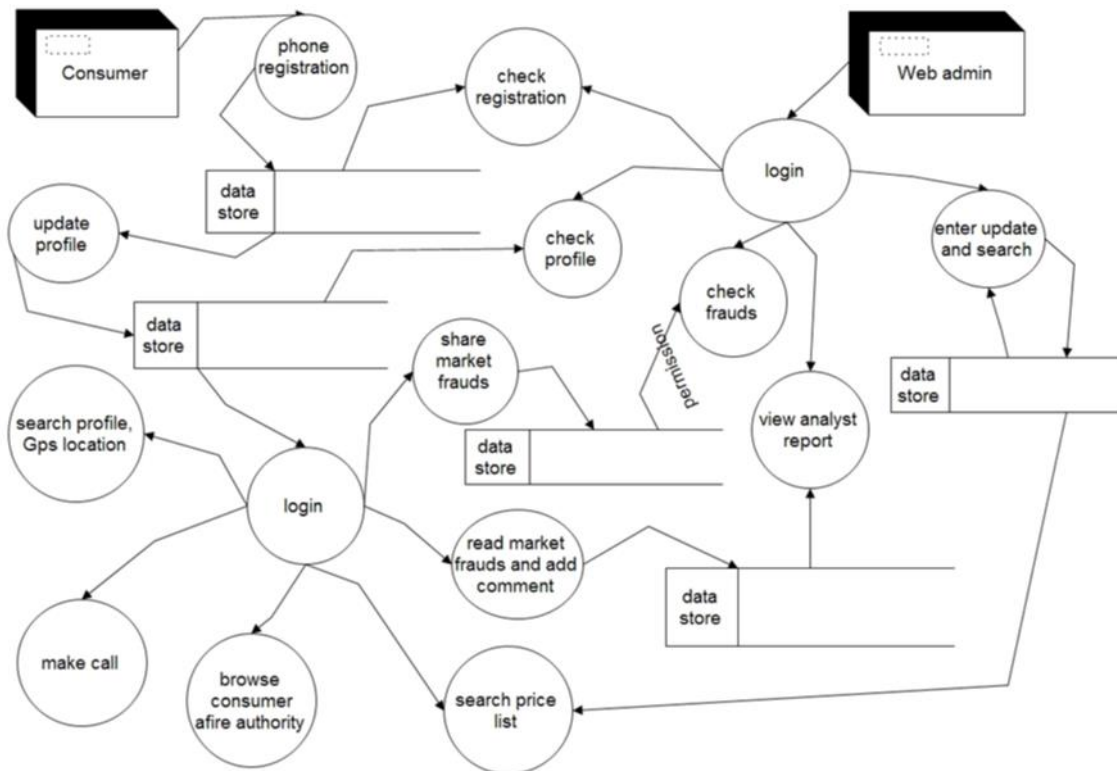 Consumer
phone
registration
check
registration
Web admin
login
data
store
update
profile
check
profile
enter update
and search
check
frauds
data
store
share
market
frauds
permission
data
store
search profile,
Gps location
view analyst
report
data
store
login
read market
frauds and add
comment
data
store
make call
browse
consumer
afire authority
search price
list